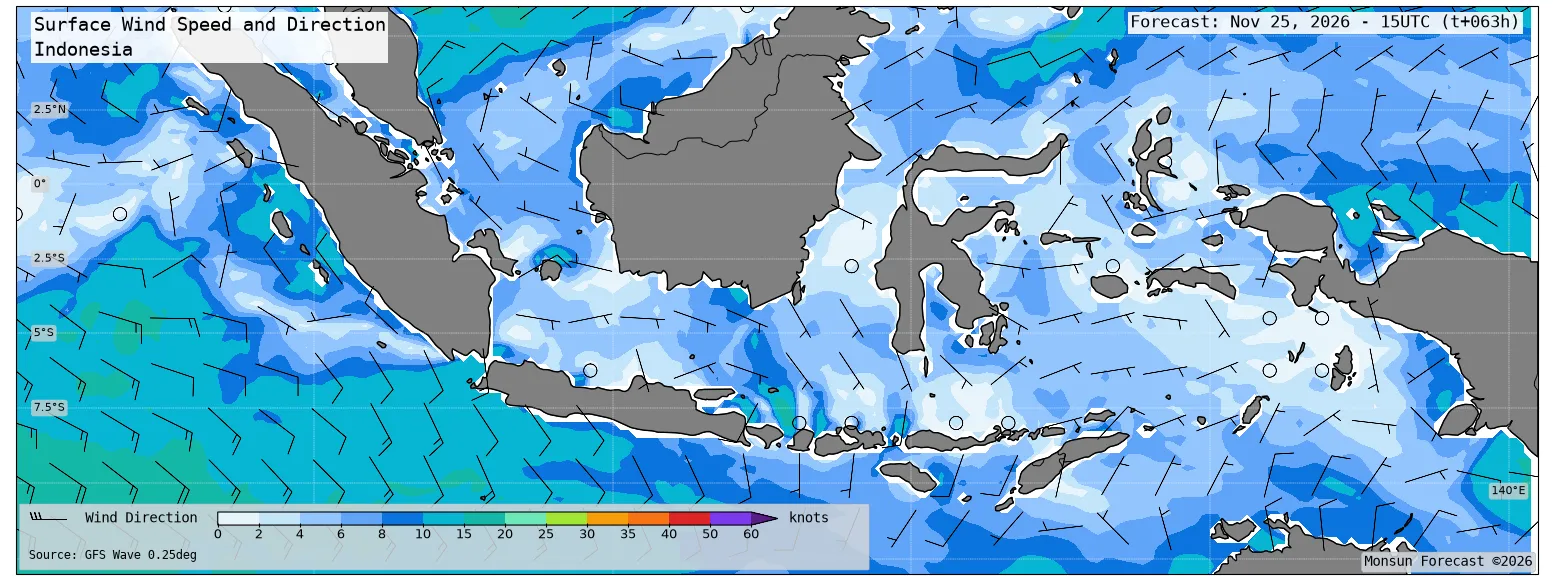 Surface Wind Speed and Direction
Indonesia
Forecast: Nov 25, 2026 - 15UTC (t+063h)
2.5°N
0°
2.5°S
5°S
7.5°S
140°E
Wind Direction
0 2 4 6 8 10 15 20 25 30 35 40 50 60
knots
Source: GFS Wave 0.25deg
Monsun Forecast ©2026